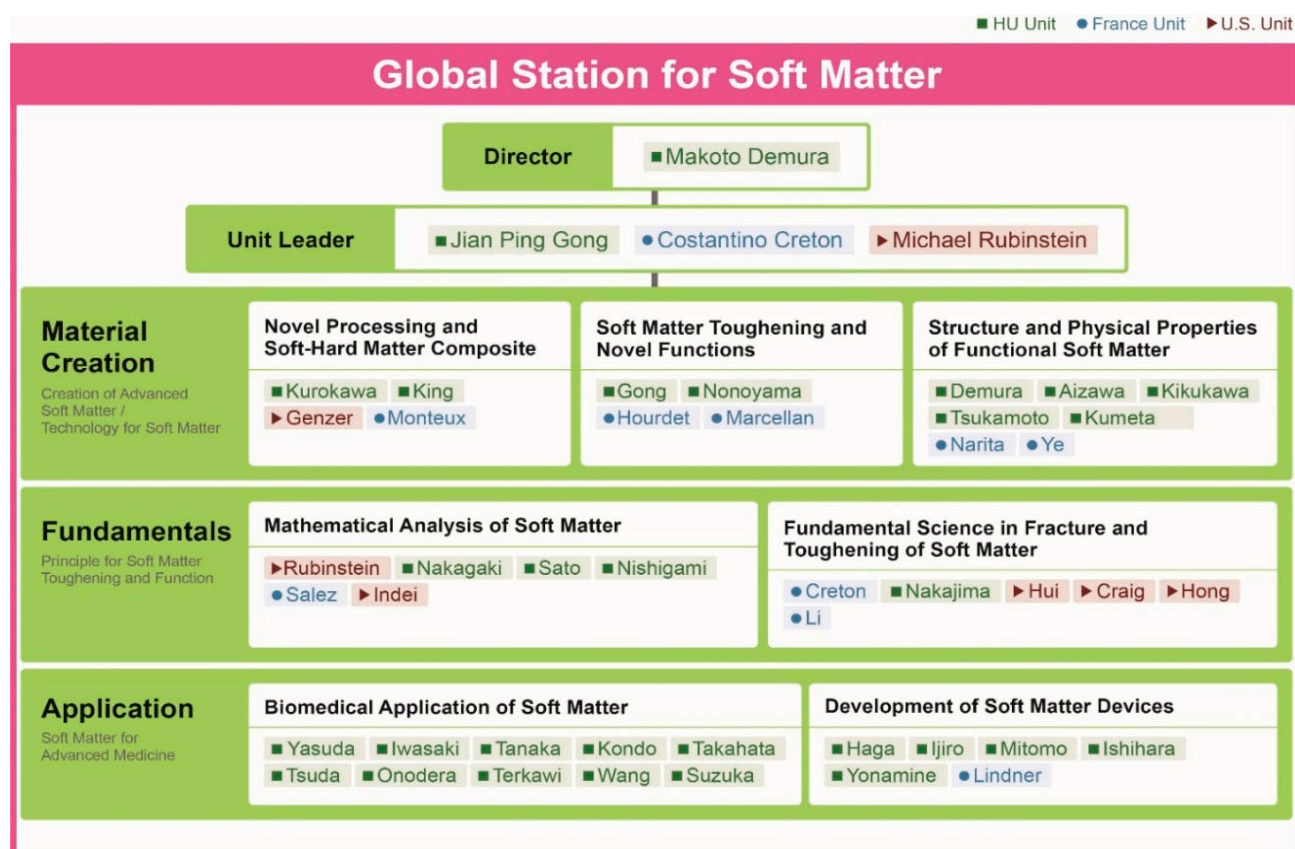 ■ HU Unit ● France Unit ▶ U.S. Unit
Global Station for Soft Matter
Director
■ Makoto Demura
Unit Leader
■ Jian Ping Gong ● Costantino Creton ▶ Michael Rubinstein
Material
Creation
Creation of Advanced
Soft Matter /
Technology for Soft Matter
Novel Processing and
Soft-Hard Matter Composite
■ Kurokawa ■ King
▶ Genzer ● Monteux
Soft Matter Toughening and
Novel Functions
■ Gong ■ Nonoyama
● Hourdet ● Marcellan
Structure and Physical Properties
of Functional Soft Matter
■ Demura ■ Aizawa ■ Kikukawa
■ Tsukamoto ■ Kumeta
● Narita ● Ye
Fundamentals
Principle for Soft Matter
Toughening and Function
Mathematical Analysis of Soft Matter
▶ Rubinstein ■ Nakagaki ■ Sato ■ Nishigami
● Salez ▶ Indei
Fundamental Science in Fracture and
Toughening of Soft Matter
● Creton ■ Nakajima ▶ Hui ▶ Craig ▶ Hong
● Li
Application
Soft Matter for
Advanced Medicine
Biomedical Application of Soft Matter
■ Yasuda ■ Iwasaki ■ Tanaka ■ Kondo ■ Takahata
■ Tsuda ■ Onodera ■ Terkawi ■ Wang ■ Suzuka
Development of Soft Matter Devices
■ Haga ■ Ijiro ■ Mitomo ■ Ishihara
■ Yonamine ● Lindner